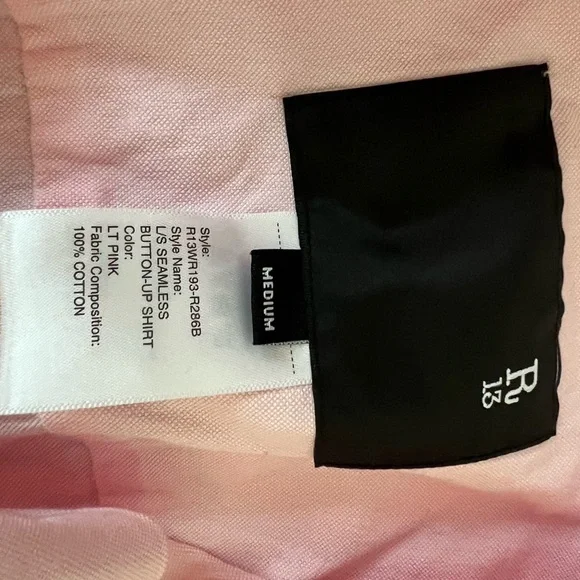 R
13
MEDIUM
Style:
R13WR193-R286B
Style Name:
L/S SEAMLESS
BUTTON-UP SHIRT
Color:
LT PINK
Fabric Composition:
100% COTTON